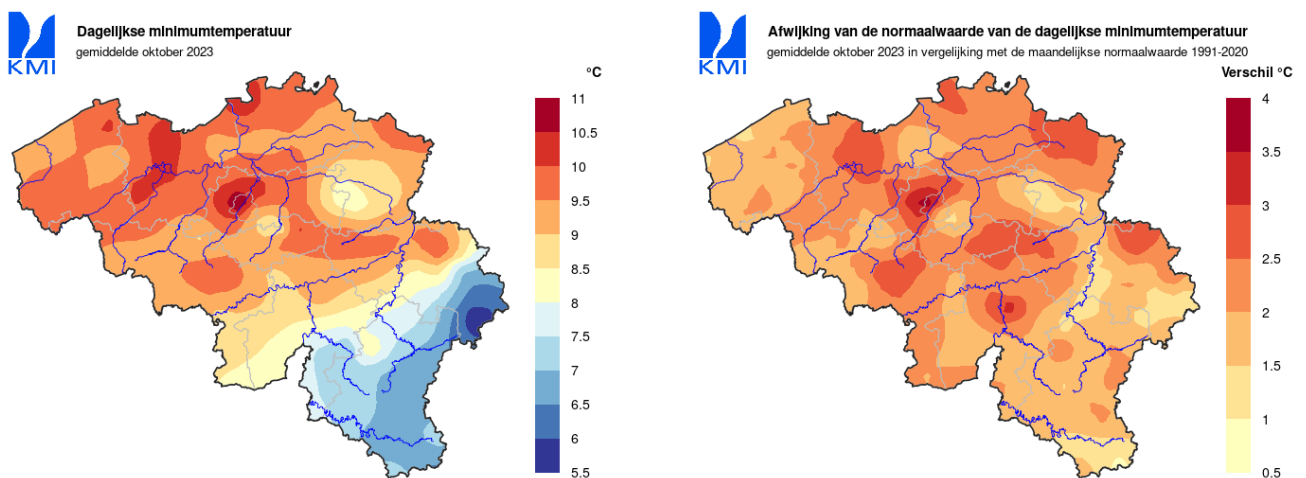 KMI
Dagelijkse minimumtemperatuur
gemiddelde oktober 2023
°C
11
10.5
10
9.5
9
8.5
8
7.5
7
6.5
6
5.5
KMI
Afwijking van de normaalwaarde van de dagelijkse minimumtemperatuur
gemiddelde oktober 2023 in vergelijking met de maandelijkse normaalwaarde 1991-2020
Verschil °C
4
3.5
3
2.5
2
1.5
1
0.5